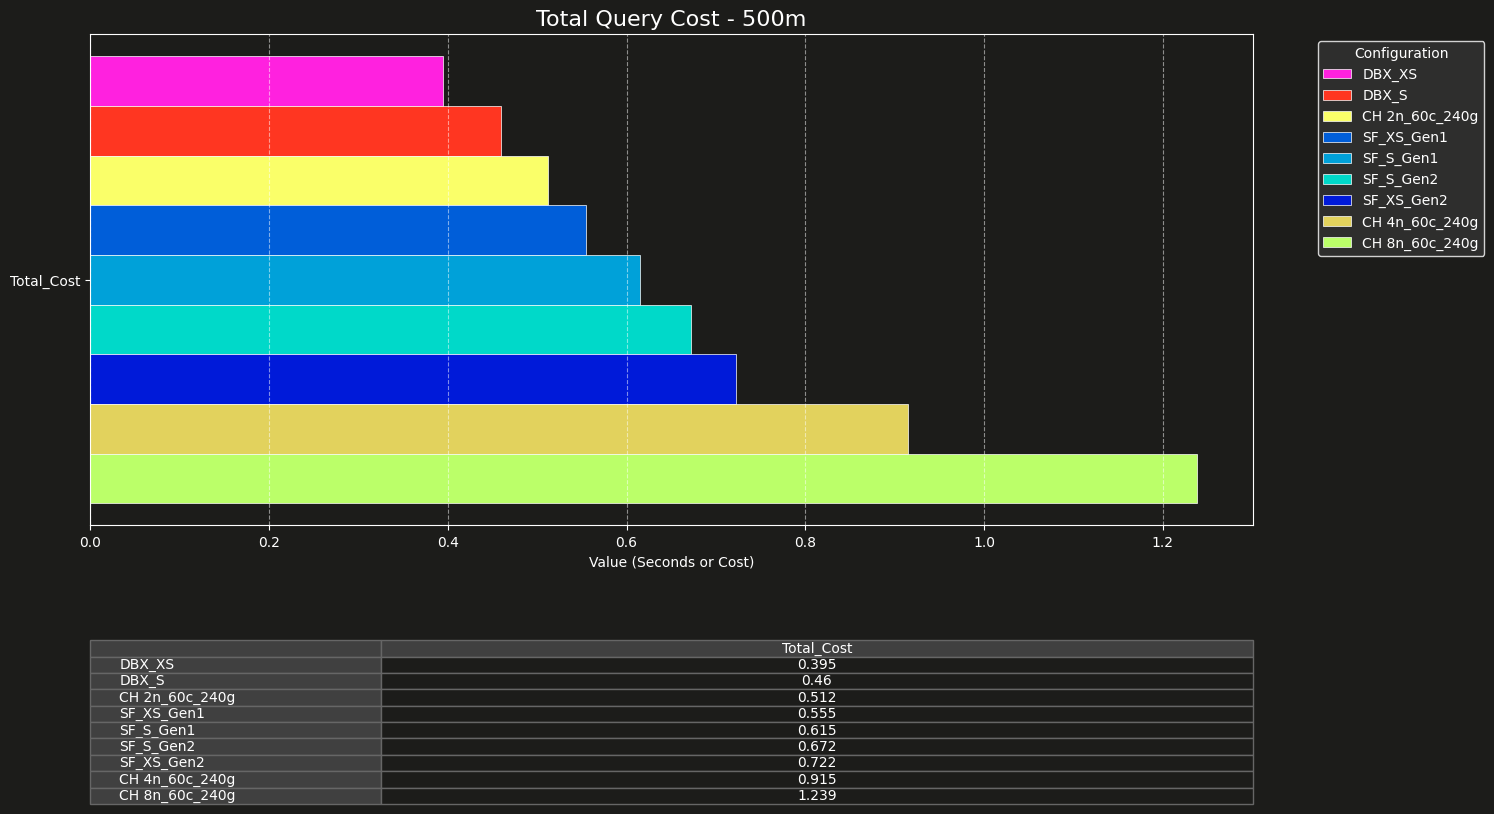 Total Query Cost - 500m
Configuration
DBX_XS
DBX_S
CH 2n_60c_240g
SF_XS_Gen1
SF_S_Gen1
SF_S_Gen2
SF_XS_Gen2
CH 4n_60c_240g
CH 8n_60c_240g
Total_Cost
0.0 0.2 0.4 0.6 0.8 1.0 1.2
Value (Seconds or Cost)
Total_Cost
DBX_XS 0.395
DBX_S 0.46
CH 2n_60c_240g 0.512
SF_XS_Gen1 0.555
SF_S_Gen1 0.615
SF_S_Gen2 0.672
SF_XS_Gen2 0.722
CH 4n_60c_240g 0.915
CH 8n_60c_240g 1.239